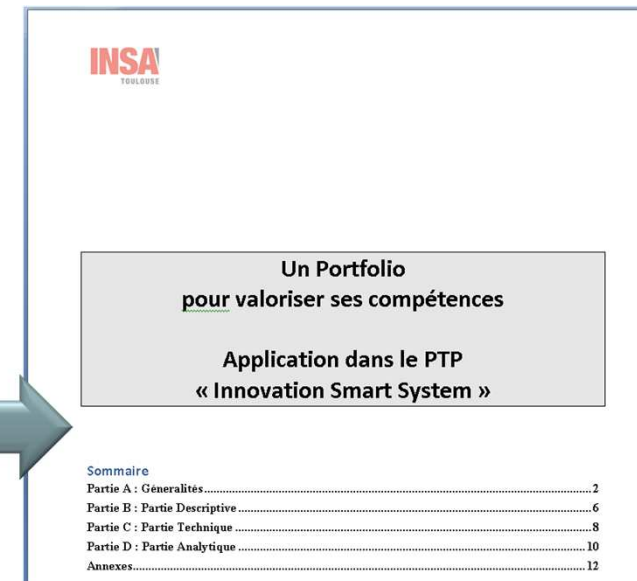 INSA
TOULOUSE
Un Portfolio
pour valoriser ses compétences
Application dans le PTP
« Innovation Smart System »
Sommaire
Partie A : Géneralités...............2
Partie B : Partie Descriptive...............6
Partie C : Partie Technique...............8
Partie D : Partie Analytique...............10
Annexes...............12